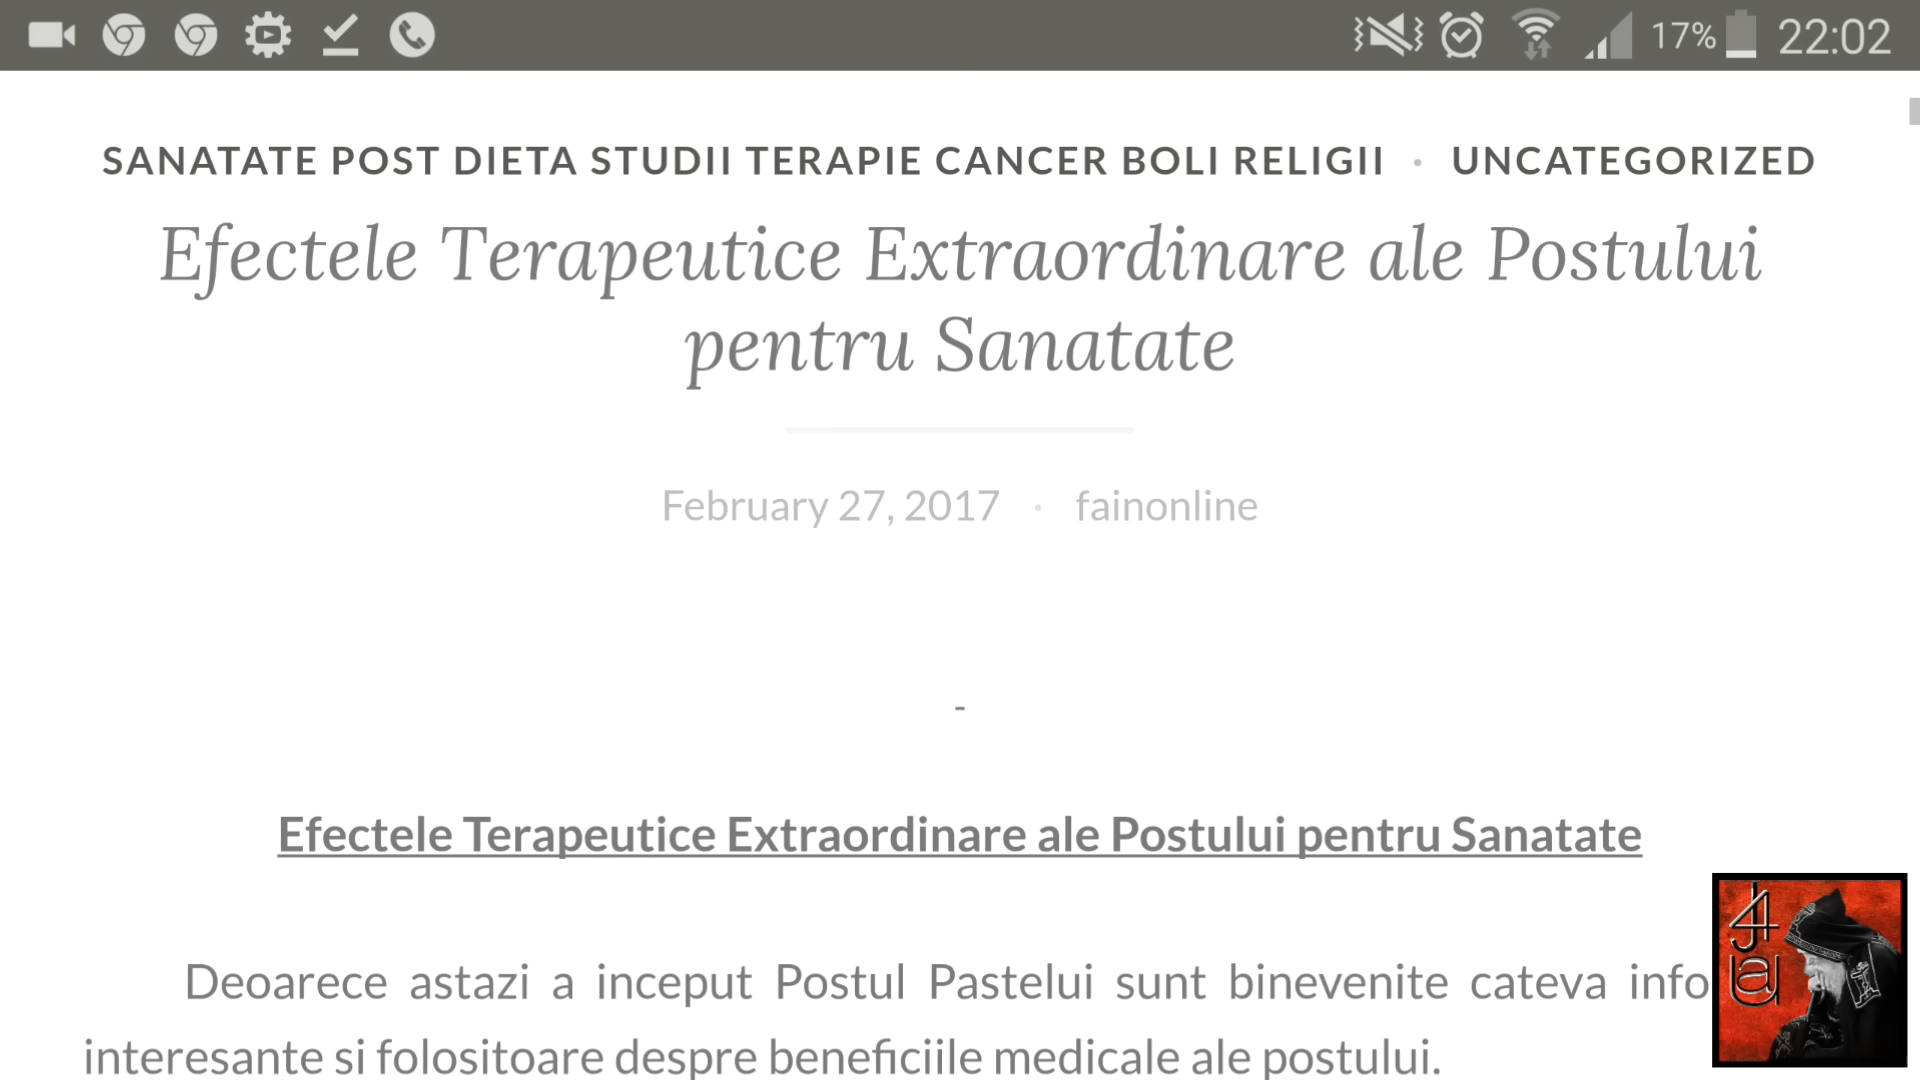 17% 22:02
SANATATE POST DIETA STUDII TERAPIE CANCER BOLI RELIGII · UNCATEGORIZED
Efectele Terapeutice Extraordinare ale Postului
pentru Sanatate
February 27, 2017 · fainonline
-
Efectele Terapeutice Extraordinare ale Postului pentru Sanatate
Deoarece astazi a inceput Postul Pastelui sunt binevenite cateva info
interesante si folositoare despre beneficiile medicale ale postului.